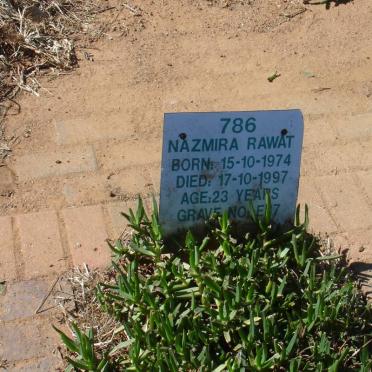 786
NAZMIRA RAWAT
BORN: 15-10-1974
DIED: 17-10-1997
AGE:23 YEARS
GRAVE NO